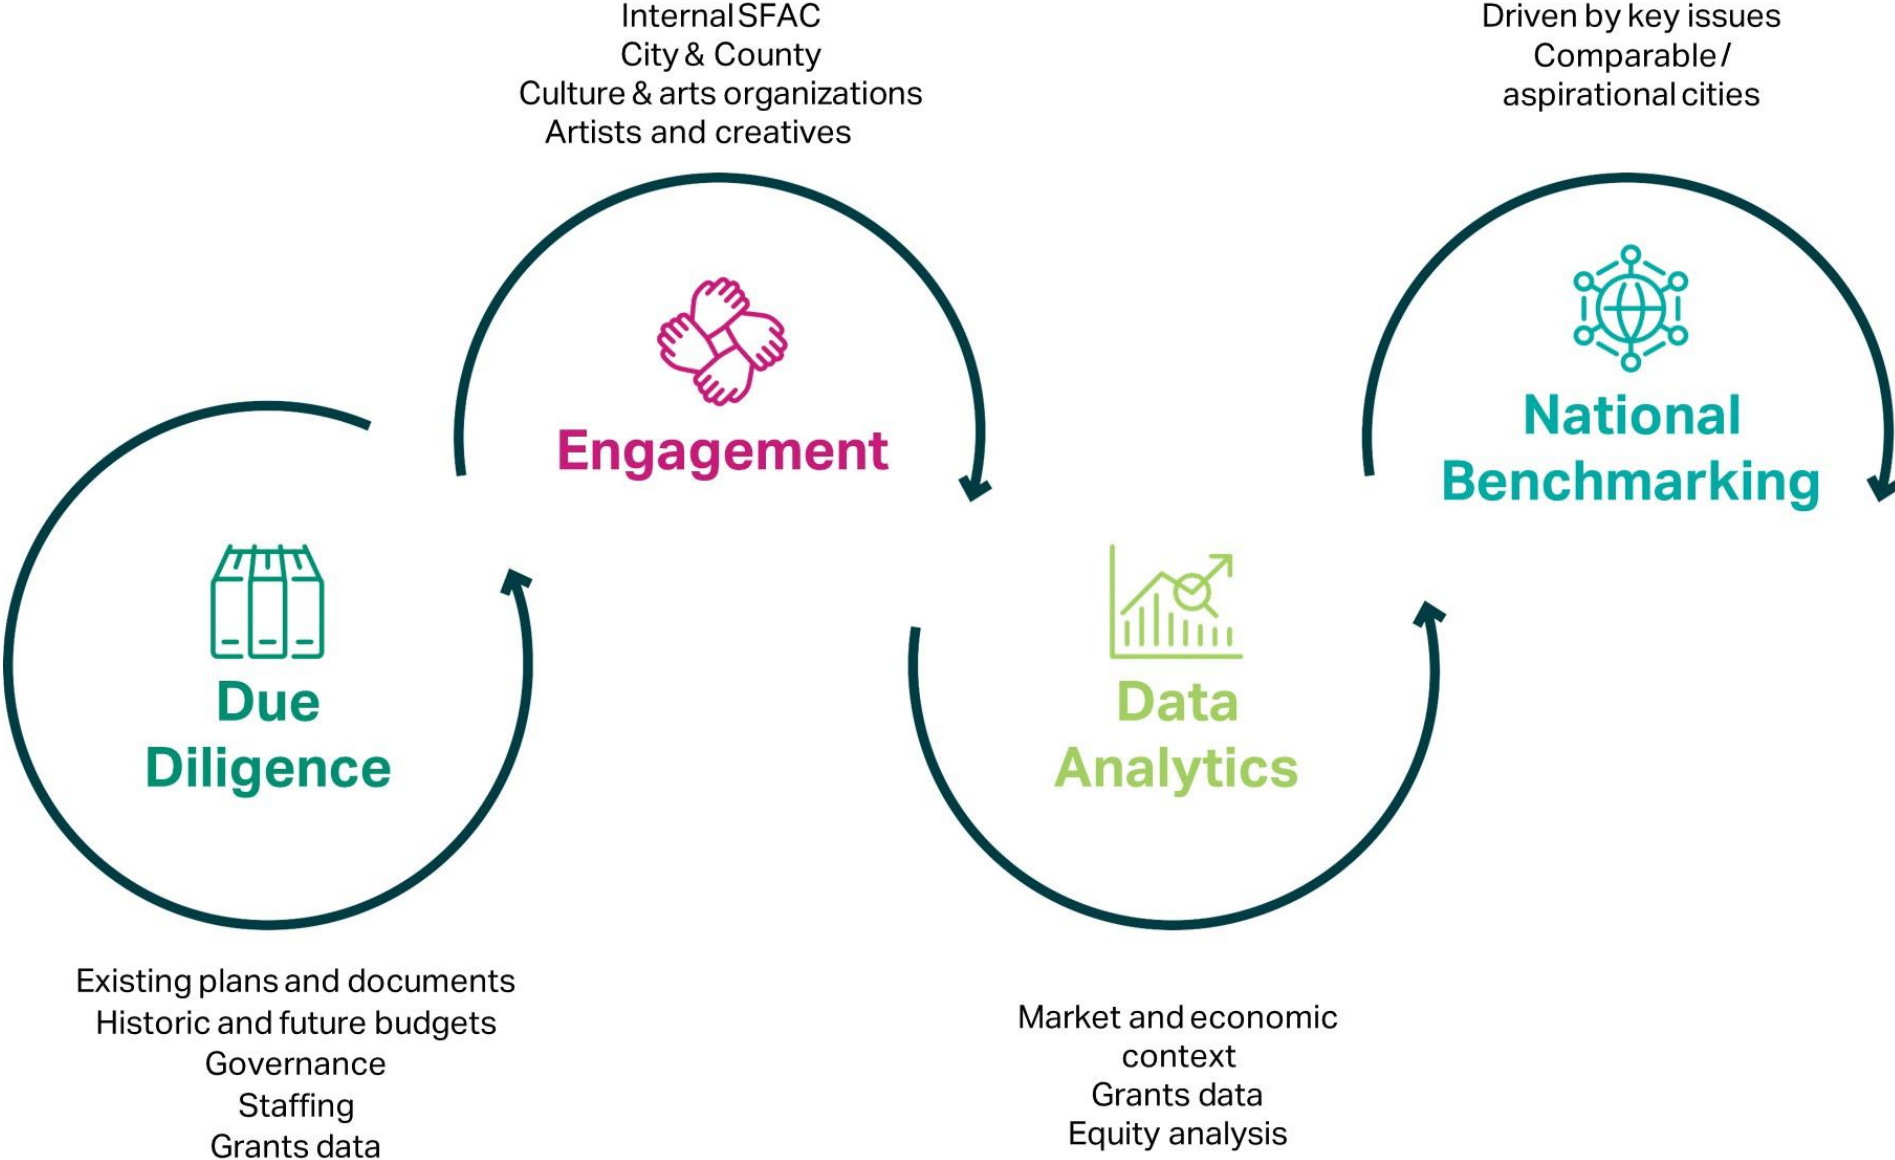 Internal SFAC
City & County
Culture & arts organizations
Artists and creatives
Engagement
Driven by key issues
Comparable /
aspirational cities
National
Benchmarking
Due
Diligence
Existing plans and documents
Historic and future budgets
Governance
Staffing
Grants data
Data
Analytics
Market and economic
context
Grants data
Equity analysis